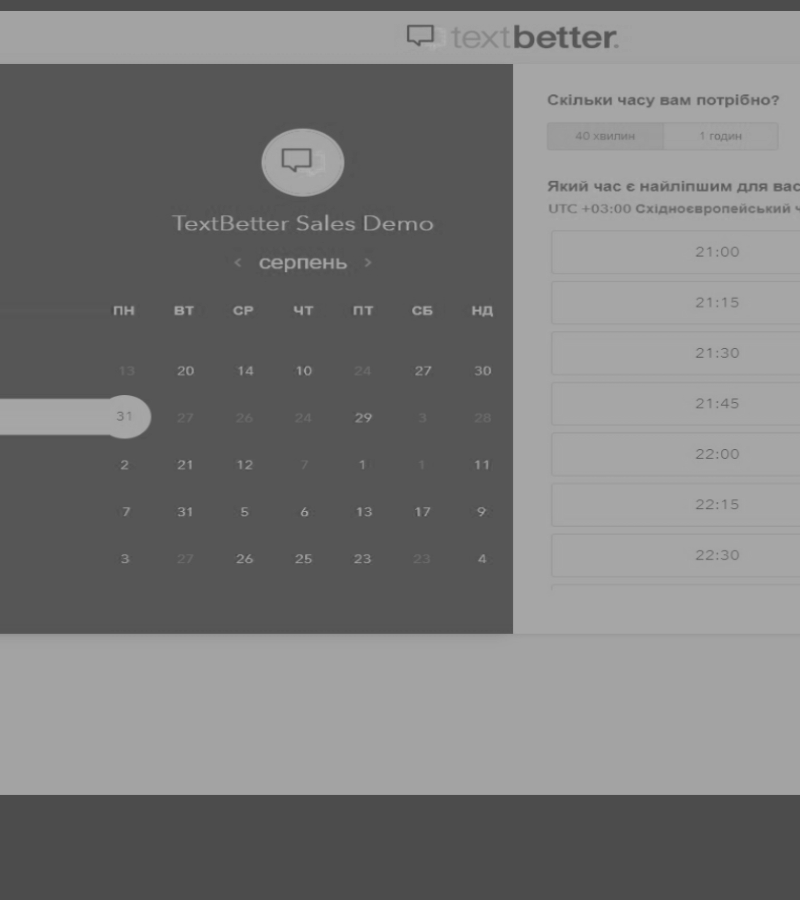 textbetter.
TextBetter Sales Demo
< серпень >
ПН ВТ СР ЧТ ПТ СБ НД
13 20 14 10 24 27 30
31 27 26 24 29 3 28
2 21 12 7 1 1 11
7 31 5 6 13 17 9
3 27 26 25 23 23 4
Скільки часу вам потрібно?
40 хвилин 1 годин
Який час є найліпшим для вас
UTC +03:00 Східноєвропейський ч
21:00
21:15
21:30
21:45
22:00
22:15
22:30